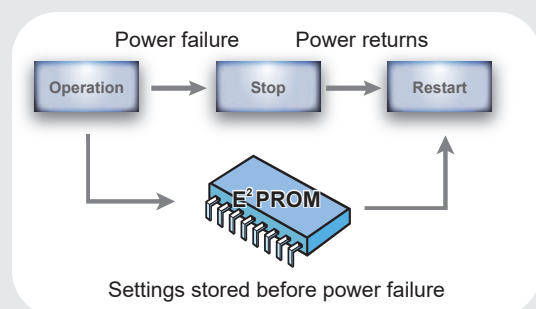 Power failure Power returns
Operation Stop Restart
E²PROM
Settings stored before power failure